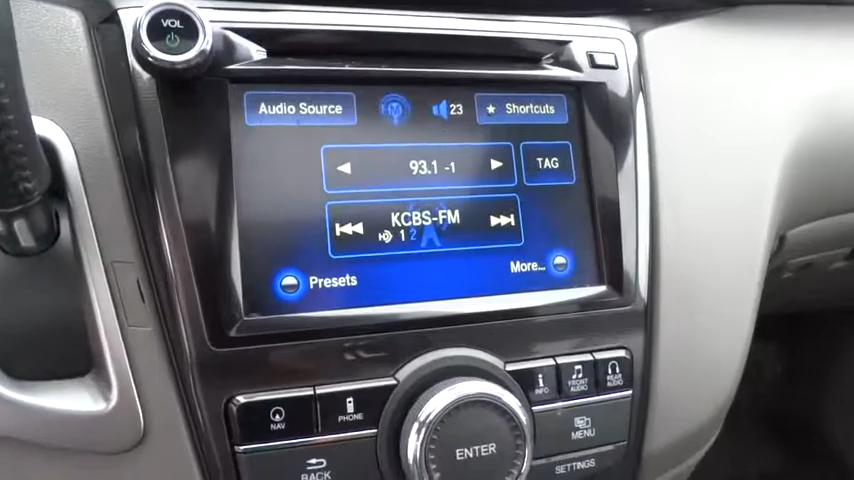 VOL
Audio Source
FM
23
Shortcuts
93.1 -1
TAG
KCBS-FM
1 2
Presets
More...
INFO
FRONT AUDIO
REAR AUDIO
NAV
PHONE
ENTER
MENU
BACK
SETTINGS